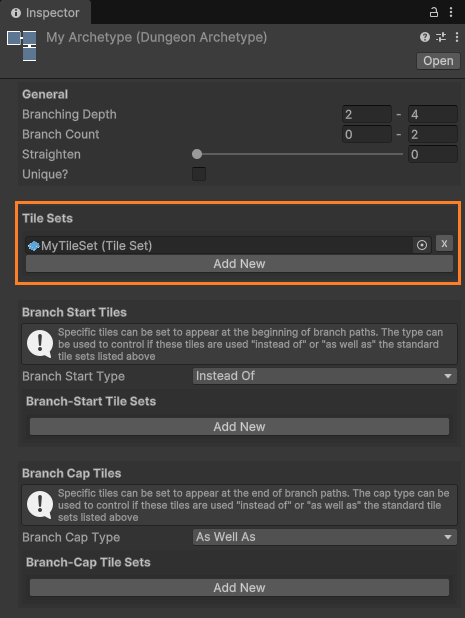 Inspector
My Archetype (Dungeon Archetype)
Open
General
Branching Depth 2 - 4
Branch Count 0 - 2
Straighten 0
Unique?
Tile Sets
MyTileSet (Tile Set) x
Add New
Branch Start Tiles
Specific tiles can be set to appear at the beginning of branch paths. The type can
be used to control if these tiles are used "instead of" or "as well as" the standard
tile sets listed above
Branch Start Type Instead Of
Branch-Start Tile Sets
Add New
Branch Cap Tiles
Specific tiles can be set to appear at the end of branch paths. The cap type can be
used to control if these tiles are used "instead of" or "as well as" the standard tile
sets listed above
Branch Cap Type As Well As
Branch-Cap Tile Sets
Add New